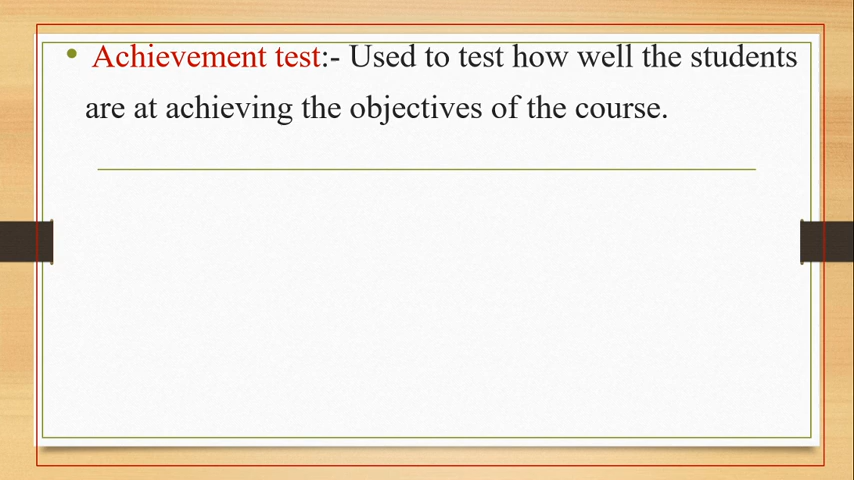 • Achievement test:- Used to test how well the students
are at achieving the objectives of the course.